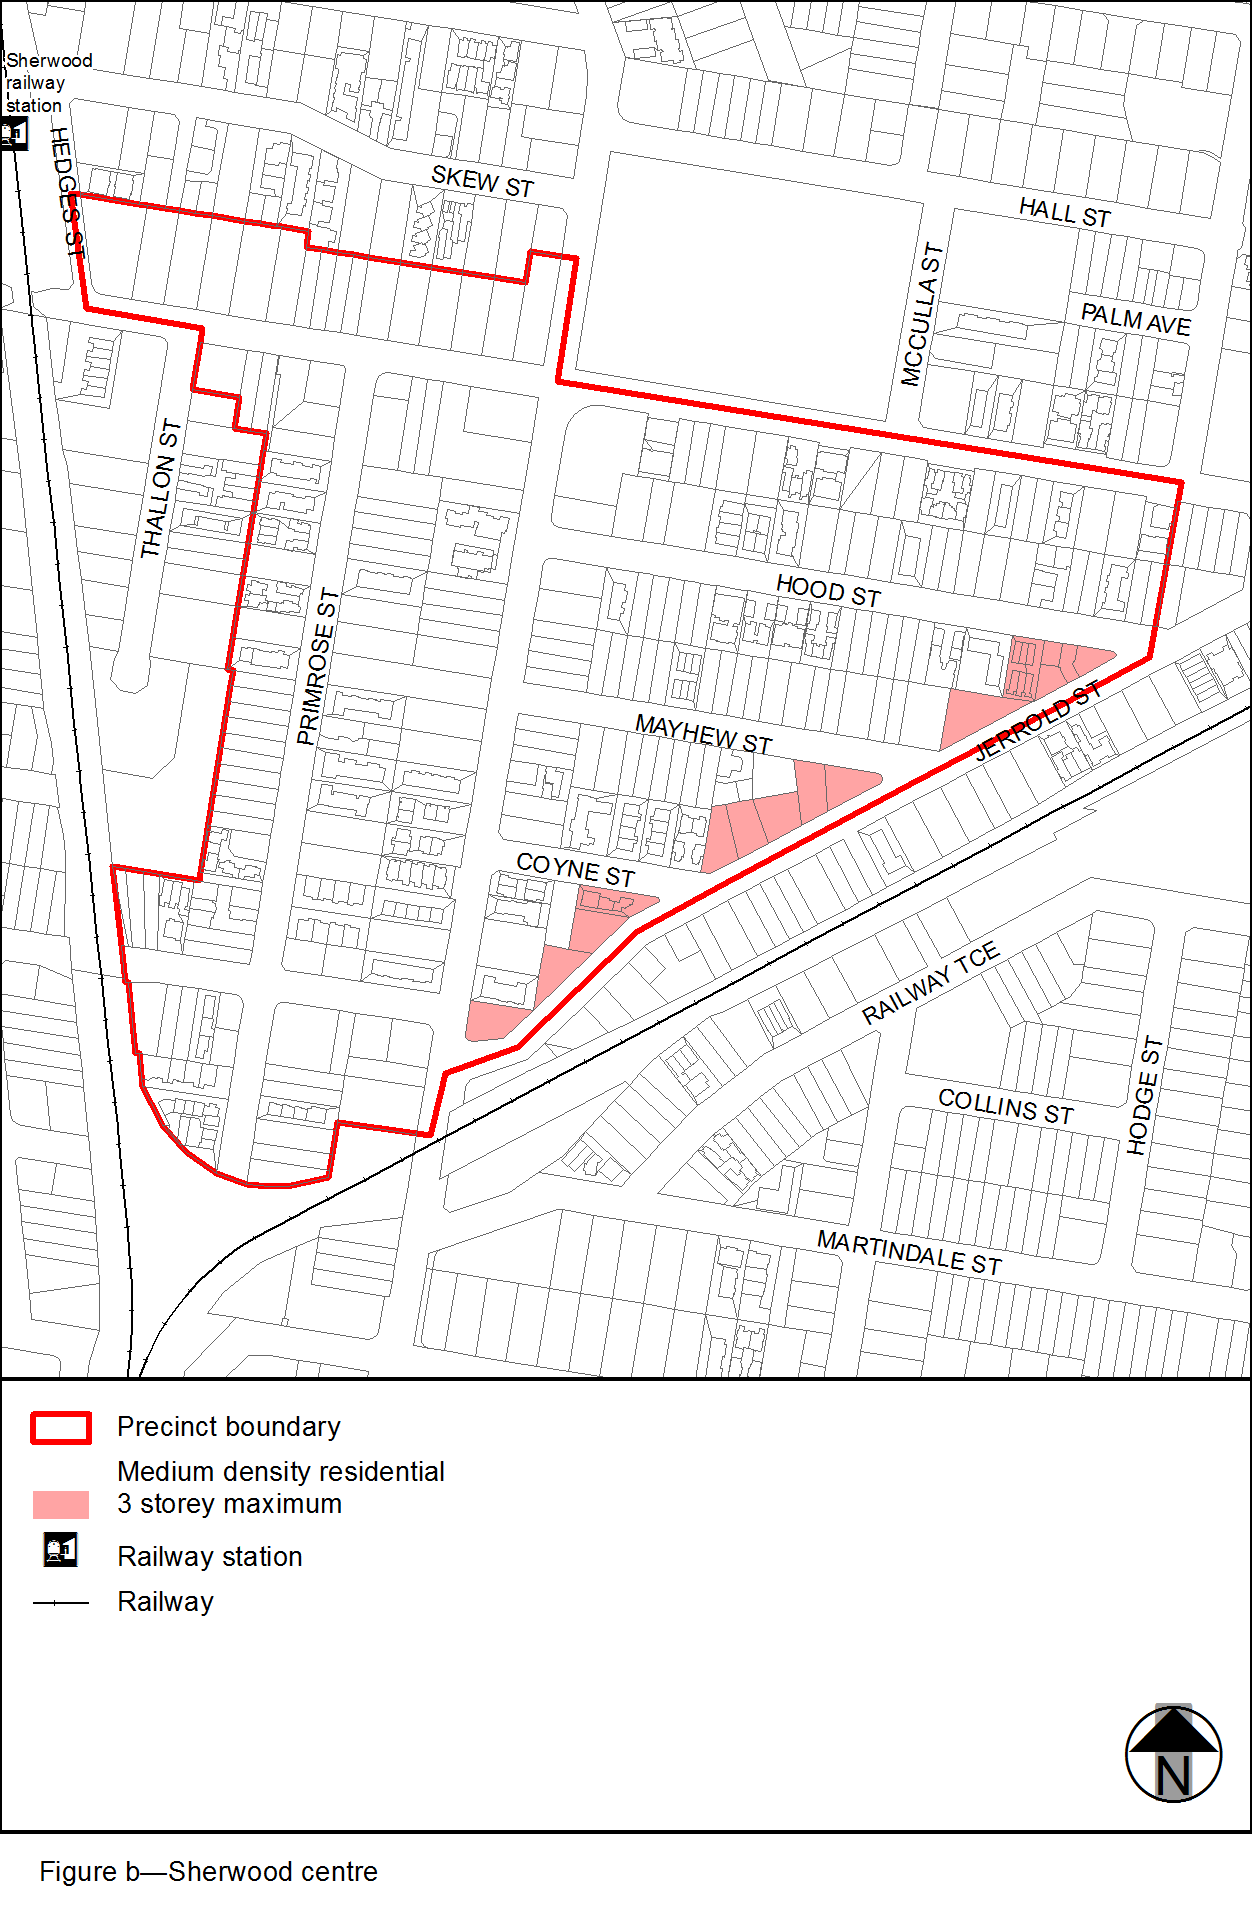 Sherwood
railway
station
HEDGES ST
SKEW ST
HALL ST
MCCULLA ST
PALM AVE
THALLON ST
HOOD ST
PRIMROSE ST
JERROLD ST
MAYHEW ST
COYNE ST
RAILWAY TCE
HODGE ST
COLLINS ST
MARTINDALE ST
Precinct boundary
Medium density residential
3 storey maximum
Railway station
Railway
N
Figure b—Sherwood centre